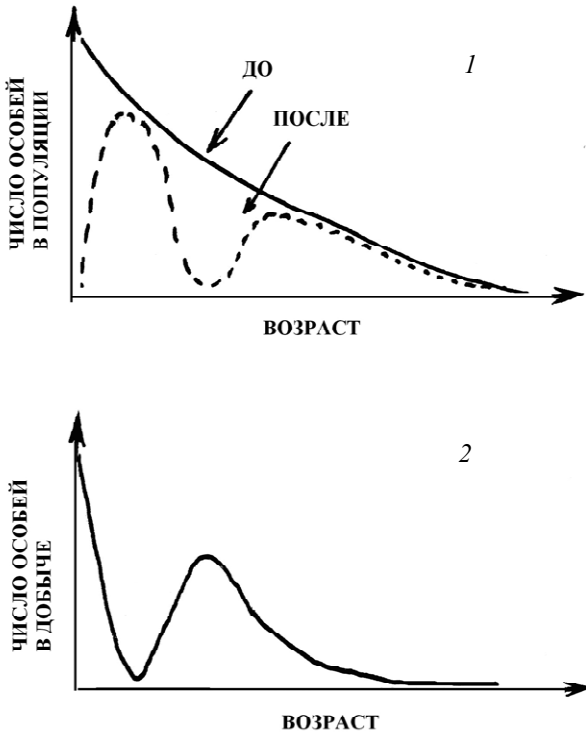 1
ДО
ПОСЛЕ
ЧИСЛО ОСОБЕЙ
В ПОПУЛЯЦИИ
ВОЗРАСТ
2
ЧИСЛО ОСОБЕЙ
В ДОБЫЧЕ
ВОЗРАСТ